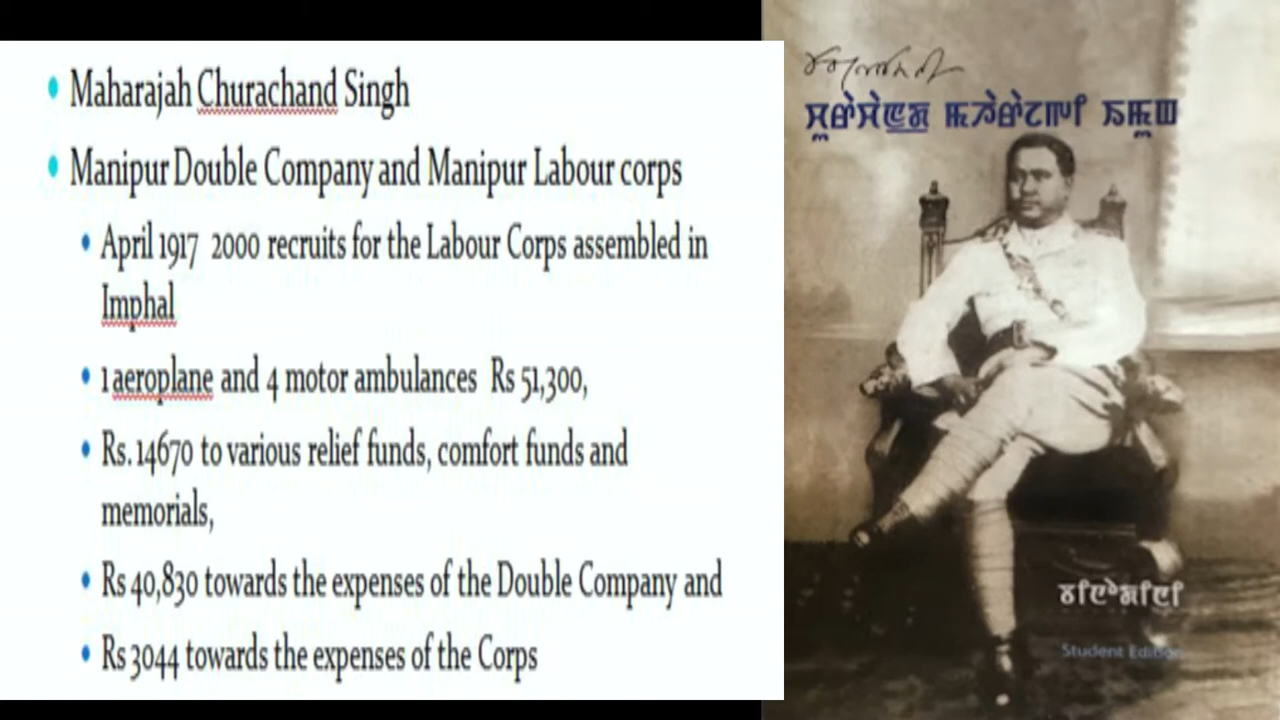 Maharajah Churachand Singh
Manipur Double Company and Manipur Labour corps
April 1917 2000 recruits for the Labour Corps assembled in
Imphal
1 aeroplane and 4 motor ambulances Rs 51,300,
Rs. 14670 to various relief funds, comfort funds and
memorials,
Rs 40,830 towards the expenses of the Double Company and
Rs 3044 towards the expenses of the Corps
Student Edition